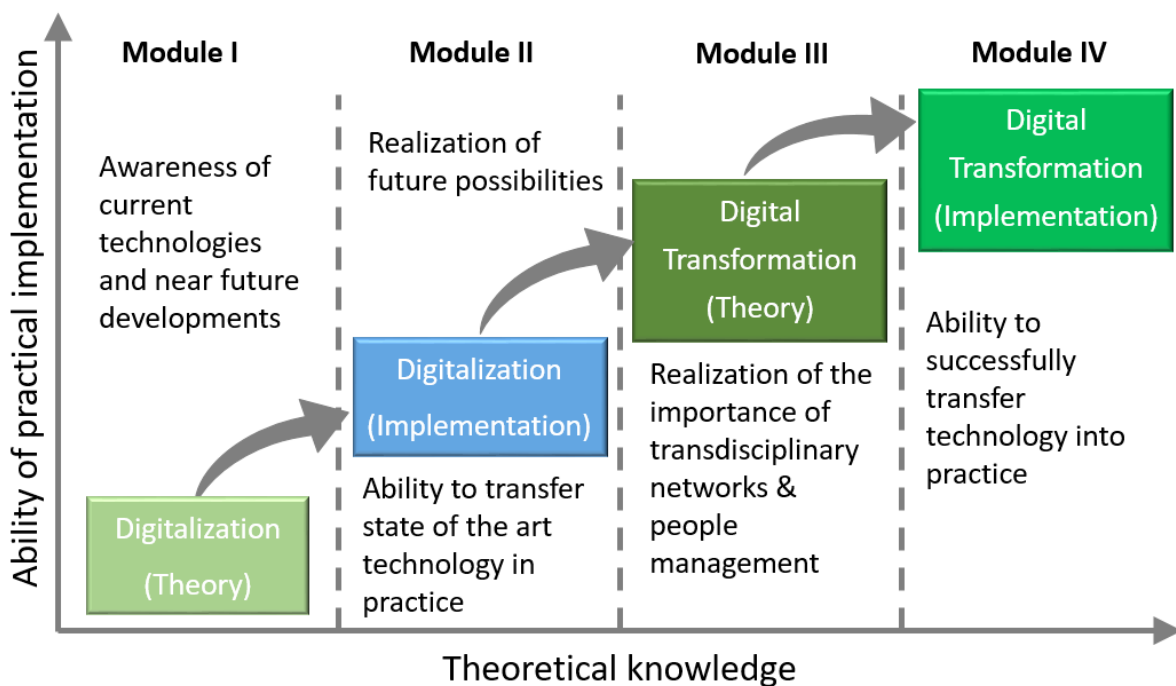 Ability of practical implementation
Module I
Awareness of
current
technologies
and near future
developments
Digitalization
(Theory)
Module II
Realization of
future possibilities
Digitalization
(Implementation)
Ability to transfer
state of the art
technology in
practice
Module III
Digital
Transformation
(Theory)
Realization of the
importance of
transdisciplinary
networks &
people
management
Module IV
Digital
Transformation
(Implementation)
Ability to
successfully
transfer
technology into
practice
Theoretical knowledge